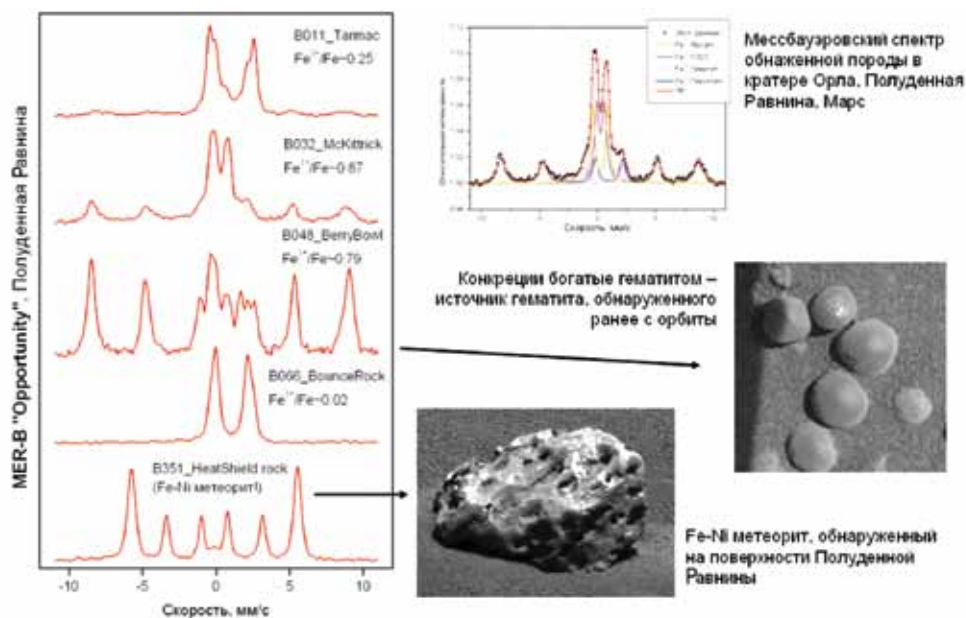 MER-B "Opportunity". Полуденная Равнина
B011_Tarmac
Fe³⁺/Fe~0.25
B032_McKittrick
Fe³⁺/Fe~0.67
B048_BerryBowl
Fe³⁺/Fe~0.79
B066_BounceRock
Fe³⁺/Fe~0.02
B351_HeatShield rock
(Fe-Ni метеорит!)
-10 -5 0 5 10
Скорость, мм/с
Скорость, мм/с
Мессбауэровский спектр
обнаженной породы в
кратере Орла, Полуденная
Равнина, Марс
Конкреции богатые гематитом –
источник гематита, обнаруженного
ранее с орбиты
Fe-Ni метеорит, обнаруженный
на поверхности Полуденной
Равнины